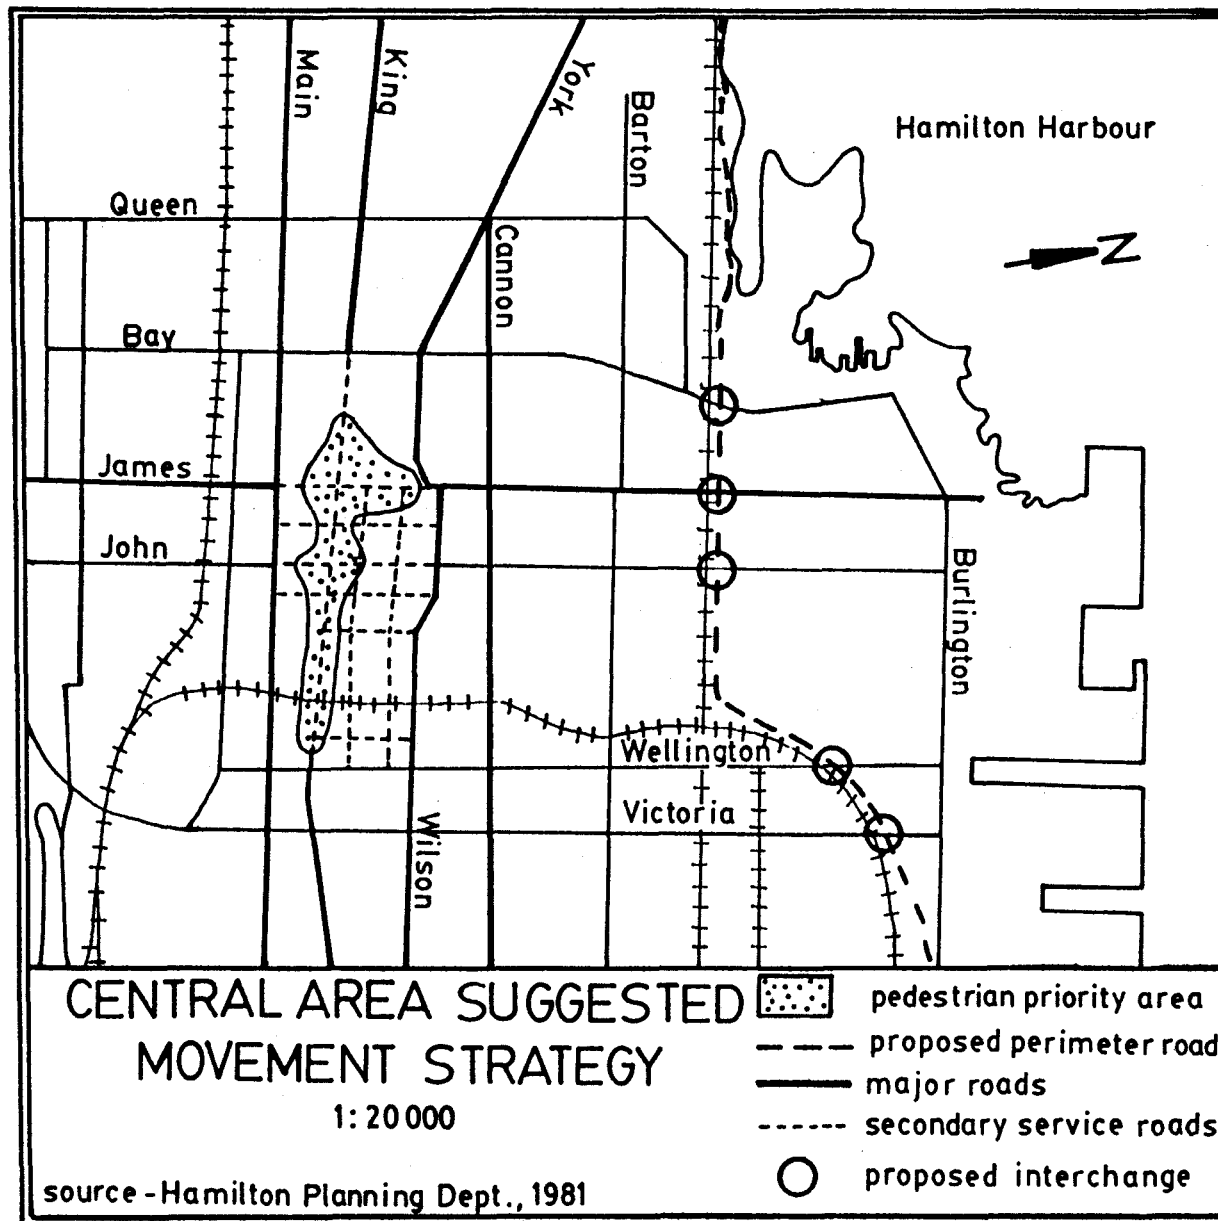 Main
King
York
Barton
Hamilton Harbour
Queen
Cannon
N
Bay
James
John
Burlington
Wellington
Victoria
Wilson
CENTRAL AREA SUGGESTED
MOVEMENT STRATEGY
1:20 000
source-Hamilton Planning Dept., 1981
pedestrian priority area
proposed perimeter road
major roads
secondary service roads
proposed interchange